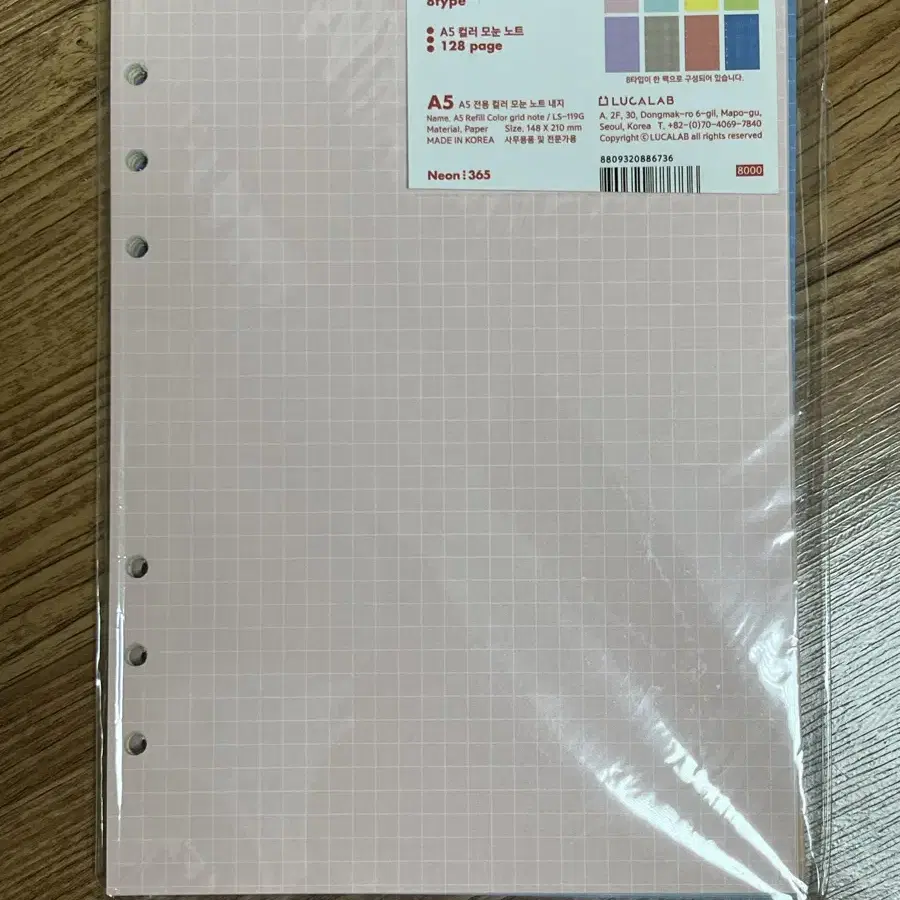 8type
A5 컬러 모눈 노트
128 page
8타입이 한 팩으로 구성되어 있습니다.
A5 A5 전용 컬러 모눈 노트 내지
Name. A5 Refill Color grid note / LS-119G
Material. Paper Size. 148 X 210 mm
MADE IN KOREA 사무용품 및 전문가용
Neon 365
LUCALAB
A, 2F, 30, Dongmak-ro 6-gil, Mapo-gu,
Seoul, Korea T. +82-(0)70-4069-7840
Copyright ⓒ LUCALAB all rights reserved
8809320886736
8000